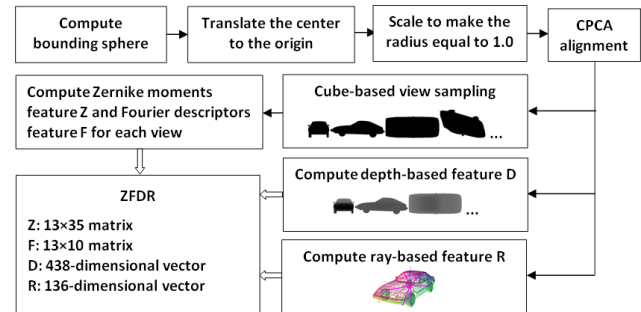 Compute
bounding sphere
Translate the center
to the origin
Scale to make the
radius equal to 1.0
CPCA
alignment
Compute Zernike moments
feature Z and Fourier descriptors
feature F for each view
Cube-based view sampling
...
ZFDR
Z: 13×35 matrix
F: 13×10 matrix
D: 438-dimensional vector
R: 136-dimensional vector
Compute depth-based feature D
...
Compute ray-based feature R